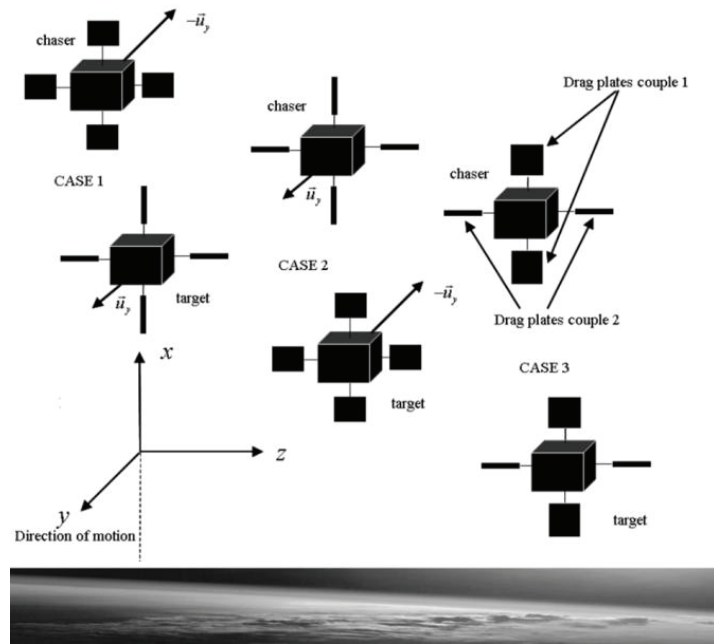 −u⃗y
chaser
CASE 1
u⃗y
target
chaser
u⃗y
CASE 2
−u⃗y
target
Drag plates couple 1
chaser
Drag plates couple 2
CASE 3
target
x
z
y
Direction of motion